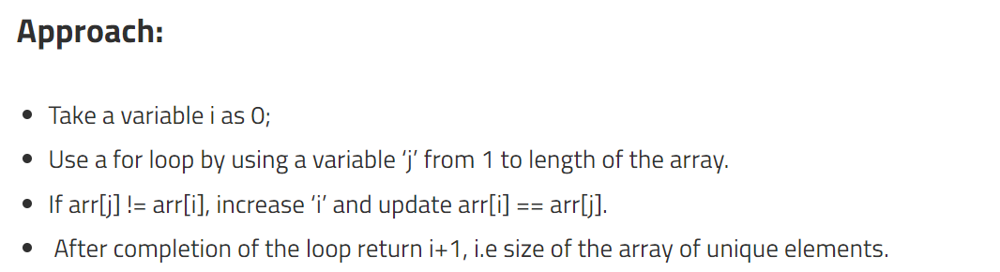 Approach:
• Take a variable i as 0;
• Use a for loop by using a variable ‘j’ from 1 to length of the array.
• If arr[j] != arr[i], increase ‘i’ and update arr[i] == arr[j].
• After completion of the loop return i+1, i.e size of the array of unique elements.